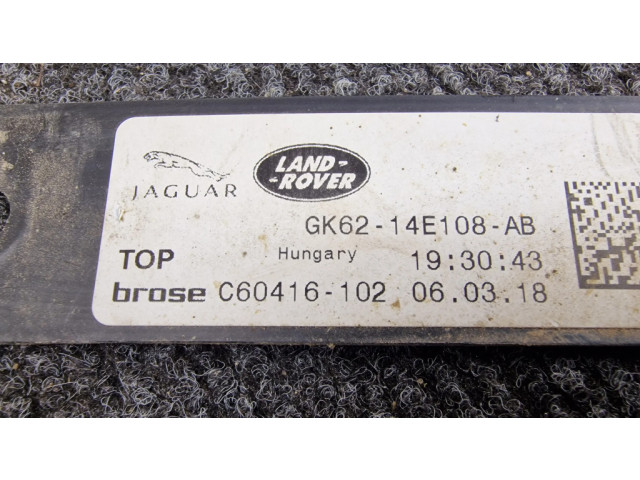 JAGUAR
LAND-
-ROVER
GK62-14E108-AB
TOP Hungary 19:30:43
brose C60416-102 06.03.18